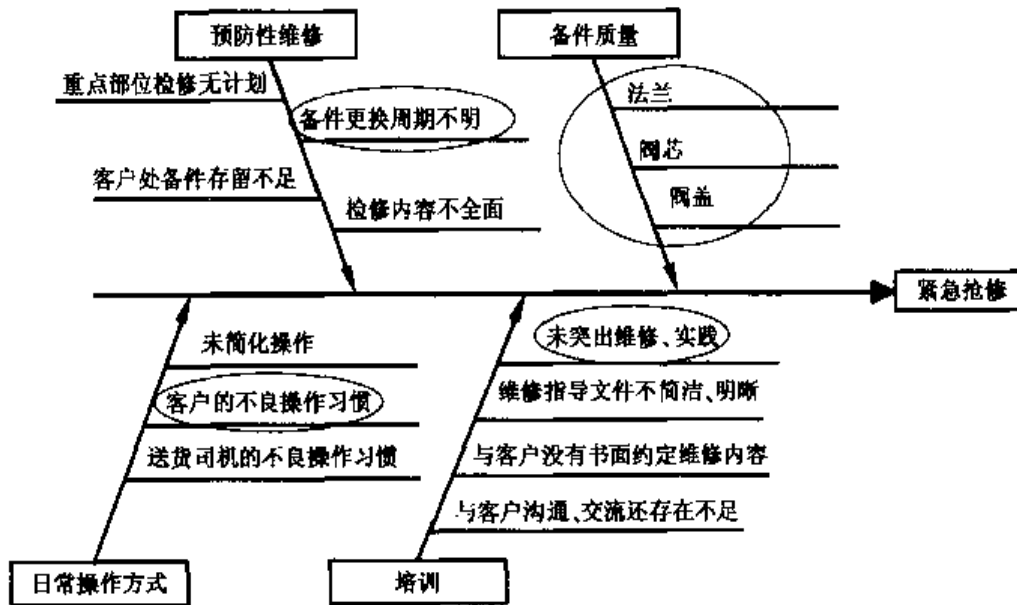 预防性维修
备件质量
重点部位检修无计划
法兰
备件更换周期不明
阀芯
客户处备件存留不足
阀盖
检修内容不全面
紧急抢修
未突出维修、实践
未简化操作
维修指导文件不简洁、明晰
客户的不良操作习惯
送货司机的不良操作习惯
与客户没有书面约定维修内容
与客户沟通、交流还存在不足
日常操作方式
培训